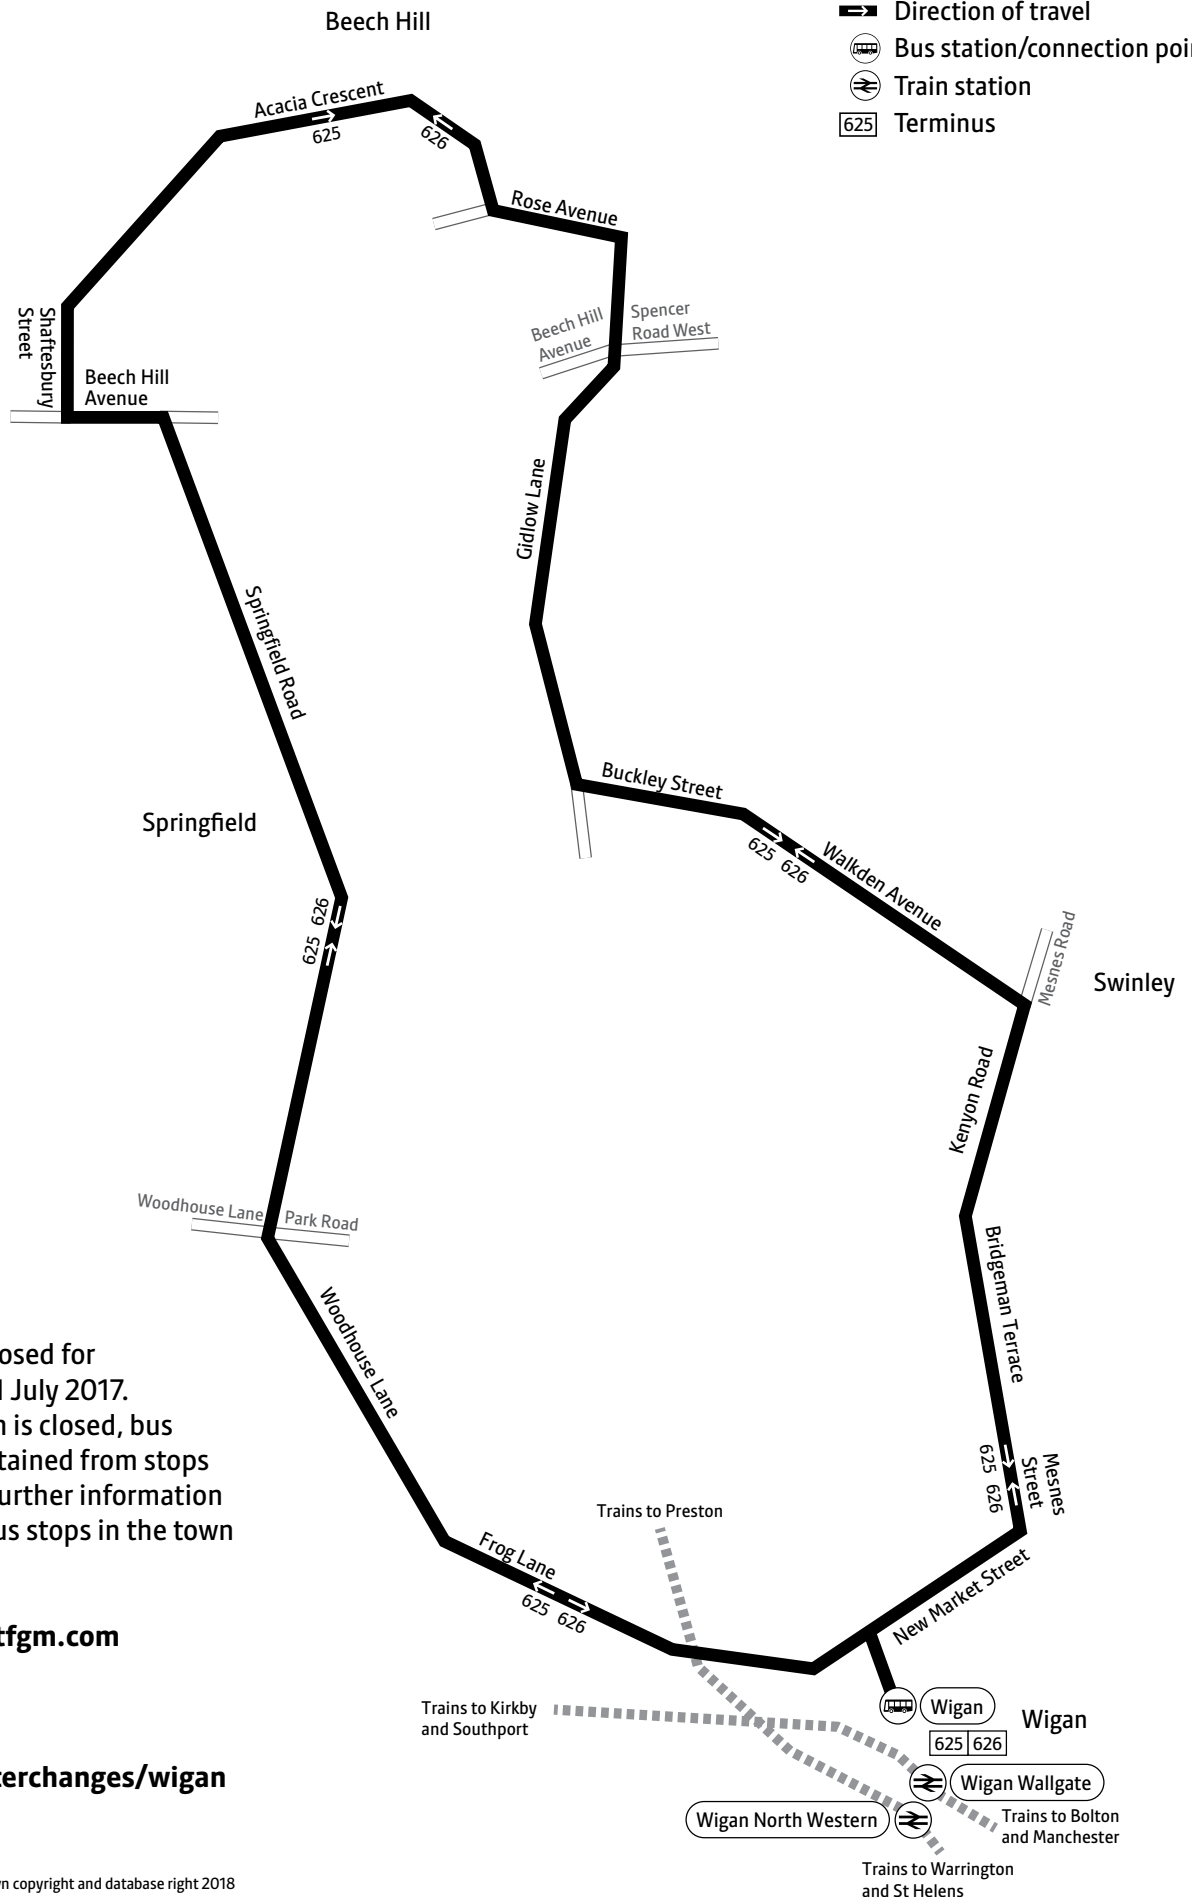 Beech Hill
Direction of travel
Bus station/connection poi
Train station
625 Terminus
Acacia Crescent
625
626
Rose Avenue
Shaftesbury
Street
Beech Hill
Avenue
Beech Hill
Avenue
Spencer
Road West
Gidlow Lane
Springfield Road
Springfield
Buckley Street
625 626
Walkden Avenue
625 626
Mesnes Road
Swinley
Kenyon Road
Woodhouse Lane
Park Road
Bridgeman Terrace
Woodhouse Lane
osed for
July 2017.
is closed, bus
tained from stops
urther information
us stops in the town
625 626
Mesnes
Street
Trains to Preston
Frog Lane
625 626
New Market Street
tfgm.com
Trains to Kirkby
and Southport
Wigan
Wigan
625 626
terchanges/wigan
Wigan Wallgate
Wigan North Western
Trains to Bolton
and Manchester
Trains to Warrington
and St Helens
n copyright and database right 2018